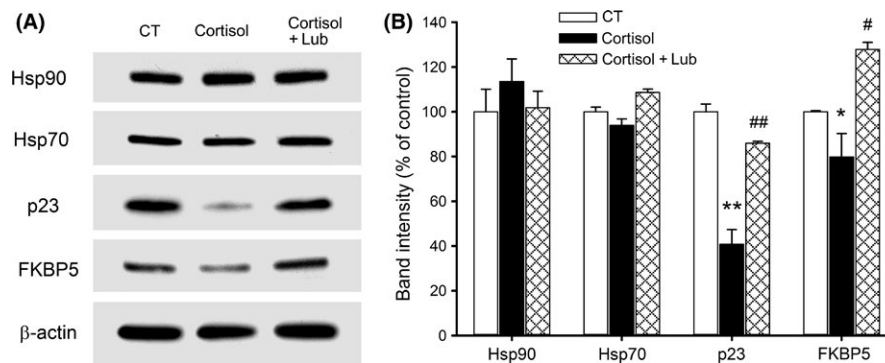 (A)
CT Cortisol Cortisol + Lub
Hsp90
Hsp70
p23
FKBP5
β-actin
(B)
Band intensity (% of control)
140
120
100
80
60
40
20
0
CT
Cortisol
Cortisol + Lub
**
##
*
#
Hsp90 Hsp70 p23 FKBP5